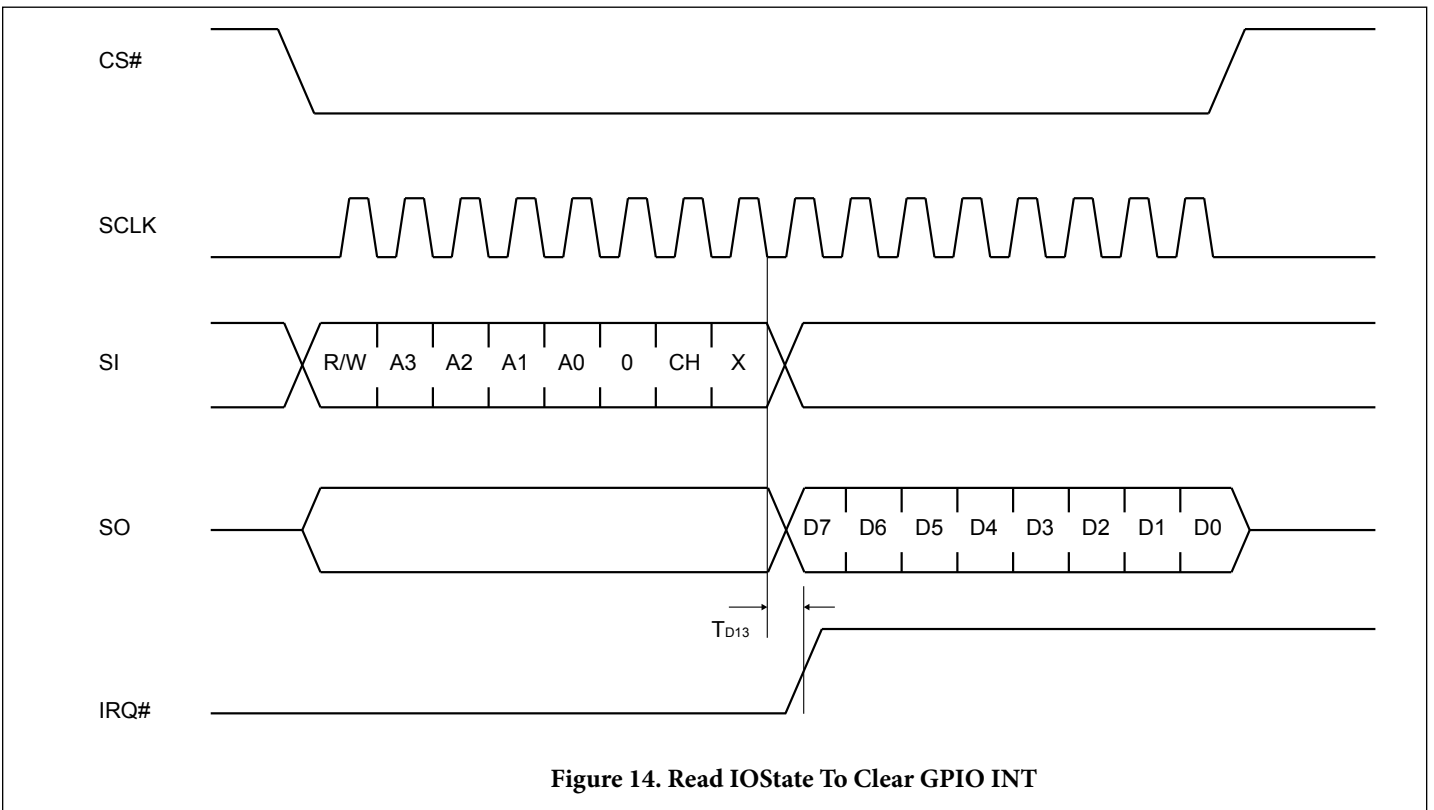 CS#
SCLK
SI
R/W A3 A2 A1 A0 0 CH X
SO
D7 D6 D5 D4 D3 D2 D1 D0
TD13
IRQ#
Figure 14. Read IOState To Clear GPIO INT